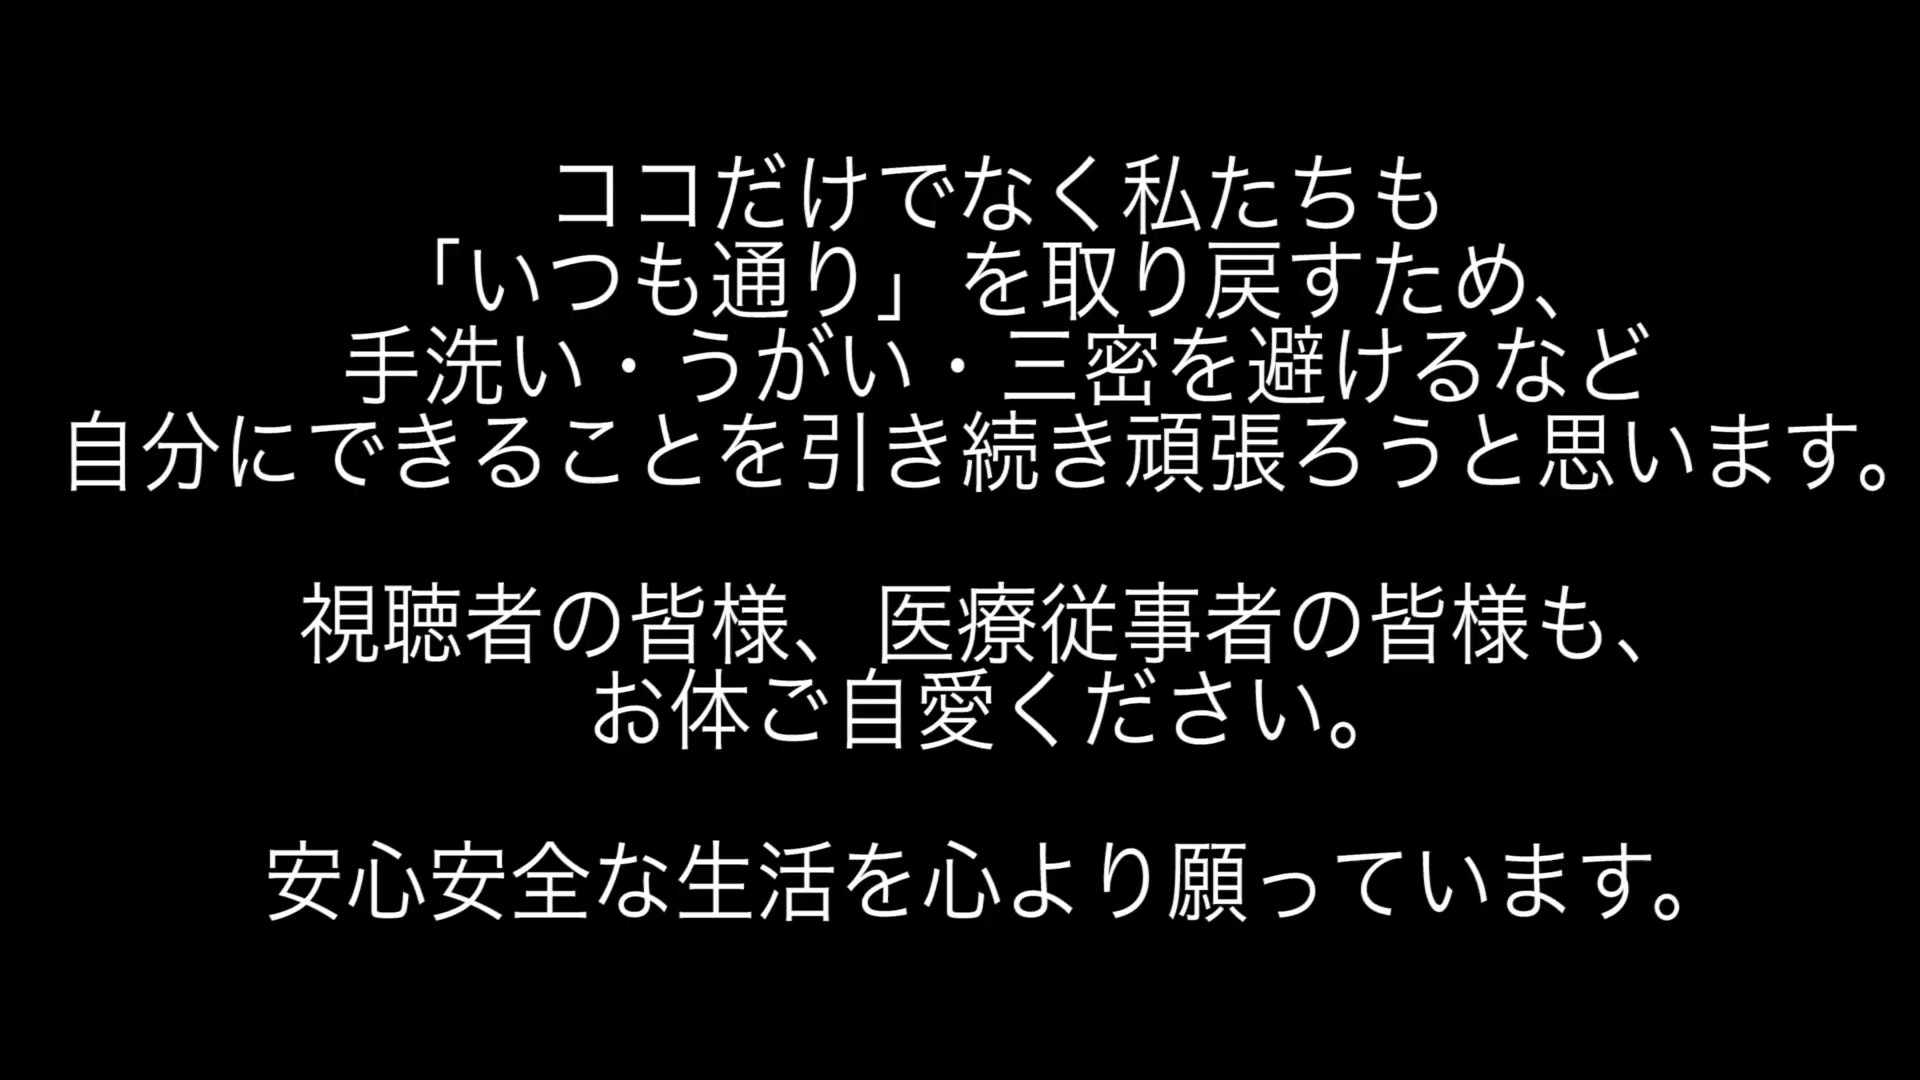 ココだけでなく私たちも
「いつも通り」を取り戻すため、
手洗い・うがい・三密を避けるなど
自分にできることを引き続き頑張ろうと思います。
視聴者の皆様、医療従事者の皆様も、
お体ご自愛ください。
安心安全な生活を心より願っています。